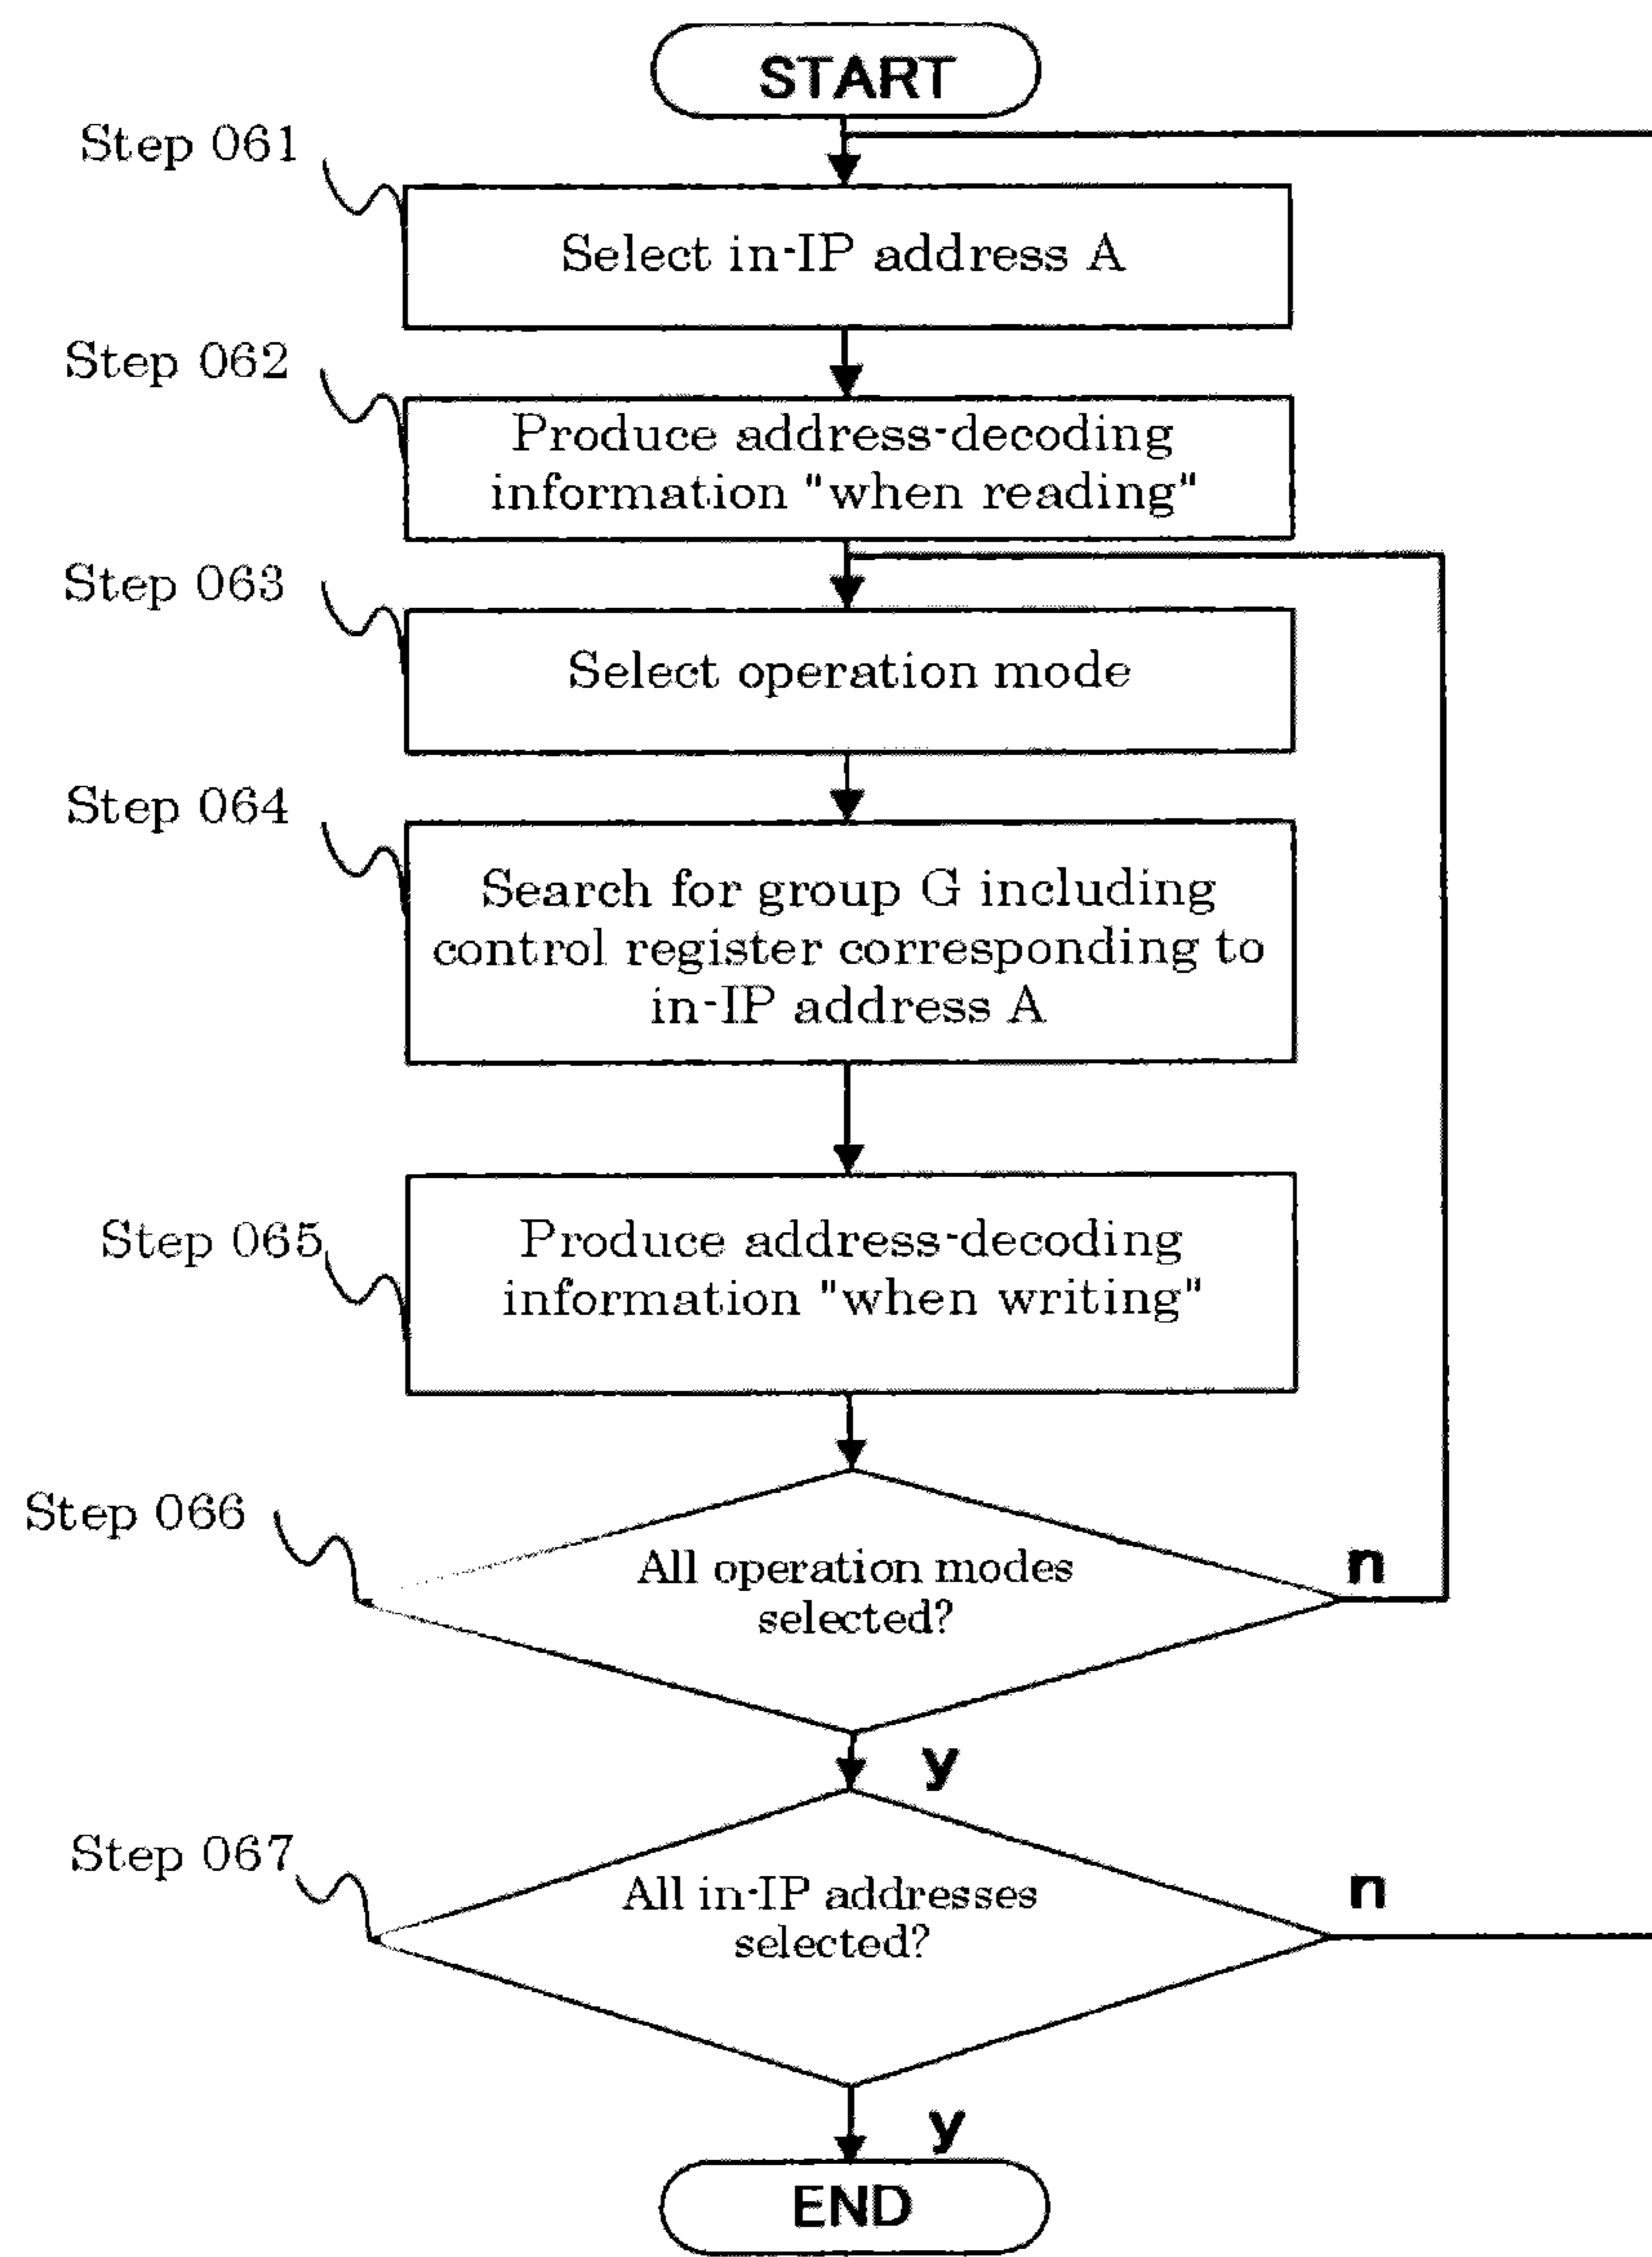 START
Step 061
Select in-IP address A
Step 062
Produce address-decoding
information "when reading"
Step 063
Select operation mode
Step 064
Search for group G including
control register corresponding to
in-IP address A
Step 065
Produce address-decoding
information "when writing"
Step 066
All operation modes
selected?
n
y
Step 067
All in-IP addresses
selected?
n
y
END